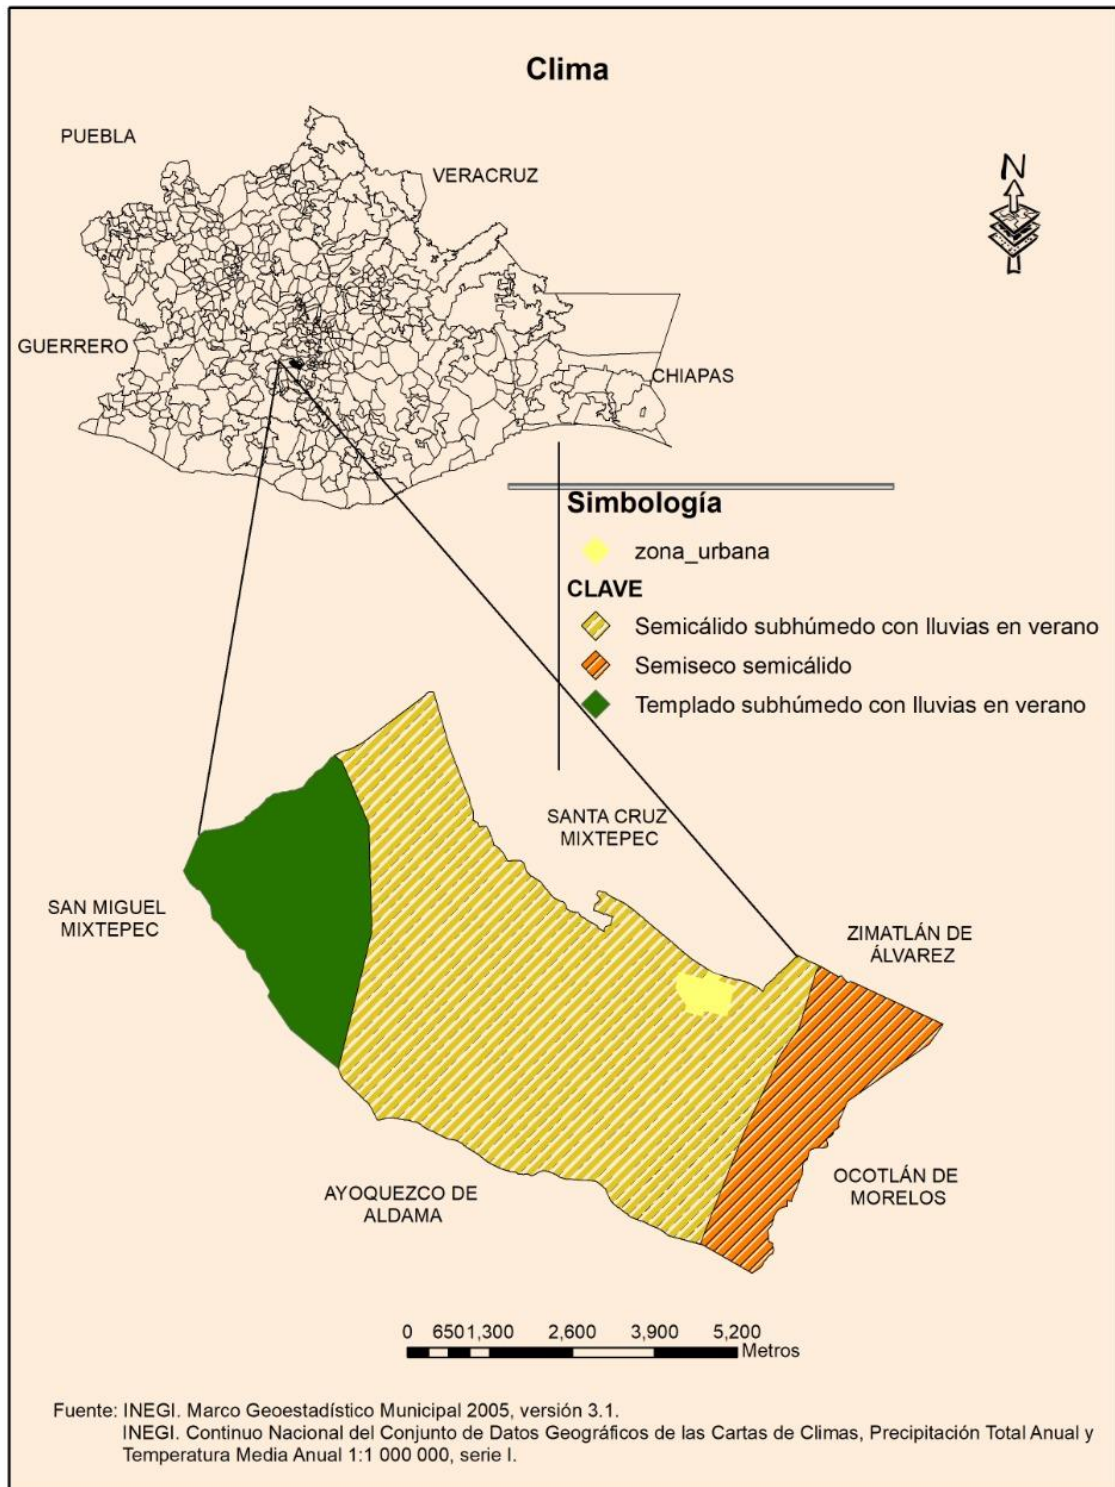 Clima
PUEBLA
VERACRUZ
N
GUERRERO
CHIAPAS
Simbología
zona_urbana
CLAVE
Semicálido subhúmedo con lluvias en verano
Semiseco semicálido
Templado subhúmedo con lluvias en verano
SANTA CRUZ
MIXTEPEC
SAN MIGUEL
MIXTEPEC
ZIMATLÁN DE
ÁLVAREZ
AYOQUEZCO DE
ALDAMA
OCOTLÁN DE
MORELOS
0 650 1,300 2,600 3,900 5,200
Metros
Fuente: INEGI. Marco Geoestadístico Municipal 2005, versión 3.1.
INEGI. Continuo Nacional del Conjunto de Datos Geográficos de las Cartas de Climas, Precipitación Total Anual y
Temperatura Media Anual 1:1 000 000, serie I.